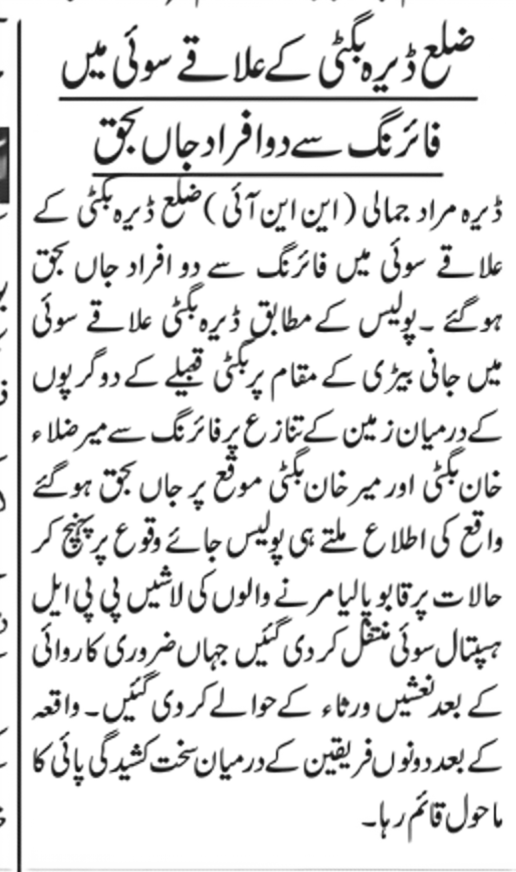 ضلع ڈیرہ بگٹی کے علاقے سوئی میں
فائرنگ سے دو افراد جاں بحق
ڈیرہ مراد جمالی (این این آئی) ضلع ڈیرہ بگٹی کے
علاقے سوئی میں فائرنگ سے دو افراد جاں بحق
ہوگئے ۔ پولیس کے مطابق ڈیرہ بگٹی علاقے سوئی
میں جانی بیڑی کے مقام پر بگٹی قبیلے کے دو گرپوں
کے درمیان زمین کے تنازع پر فائرنگ سے میر ضلاء
خان بگٹی اور میر خان بگٹی موقع پر جاں بحق ہوگئے
واقع کی اطلاع ملتے ہی پولیس جائے وقوع پر پہنچ کر
حالات پر قابو پالیا مرنے والوں کی لاشیں پی پی ایل
ہسپتال سوئی منتقل کر دی گئیں جہاں ضروری کاروائی
کے بعد نعشیں ورثاء کے حوالے کر دی گئیں ۔ واقعہ
کے بعد دونوں فریقین کے درمیان سخت کشیدگی پائی کا
ماحول قائم رہا ۔